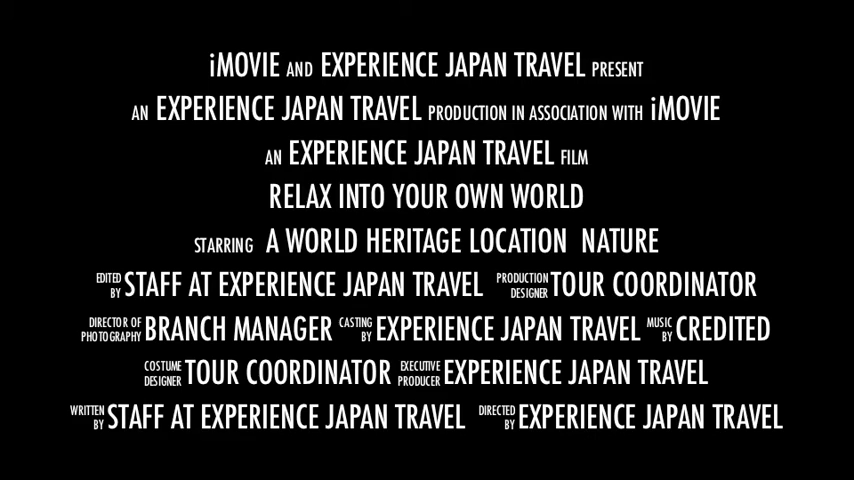 iMOVIE AND EXPERIENCE JAPAN TRAVEL PRESENT
AN EXPERIENCE JAPAN TRAVEL PRODUCTION IN ASSOCIATION WITH iMOVIE
AN EXPERIENCE JAPAN TRAVEL FILM
RELAX INTO YOUR OWN WORLD
STARRING A WORLD HERITAGE LOCATION NATURE
EDITED BY STAFF AT EXPERIENCE JAPAN TRAVEL PRODUCTION DESIGNER TOUR COORDINATOR
DIRECTOR OF PHOTOGRAPHY BRANCH MANAGER CASTING BY EXPERIENCE JAPAN TRAVEL MUSIC BY CREDITED
COSTUME DESIGNER TOUR COORDINATOR EXECUTIVE PRODUCER EXPERIENCE JAPAN TRAVEL
WRITTEN BY STAFF AT EXPERIENCE JAPAN TRAVEL DIRECTED BY EXPERIENCE JAPAN TRAVEL